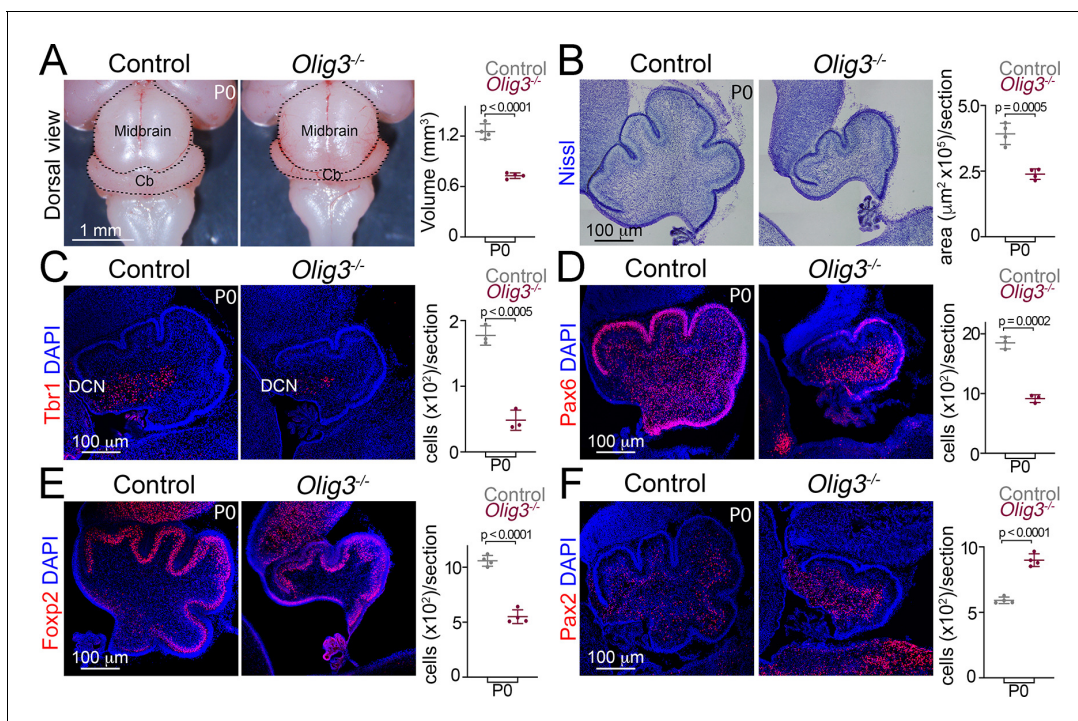 A
Control
Olig3-/-
P0
Dorsal view
Midbrain
Midbrain
Cb
Cb
1 mm
Control
Olig3-/-
p < 0.0001
Volume (mm3)
1.2
0.6
0
P0
B
Control
Olig3-/-
P0
Nissl
100 μm
Control
Olig3-/-
p = 0.0005
area (μm2 x105)/section
5.0
2.5
0
P0
C
Control
Olig3-/-
P0
Tbr1 DAPI
DCN
DCN
100 μm
Control
Olig3-/-
p < 0.0005
cells (x102)/section
2
1
0
P0
D
Control
Olig3-/-
P0
Pax6 DAPI
100 μm
Control
Olig3-/-
p = 0.0002
cells (x102)/section
20
10
0
P0
E
Control
Olig3-/-
P0
Foxp2 DAPI
100 μm
Control
Olig3-/-
p < 0.0001
cells (x102)/section
10
5
0
P0
F
Control
Olig3-/-
P0
Pax2 DAPI
100 μm
Control
Olig3-/-
p < 0.0001
cells (x102)/section
10
5
0
P0